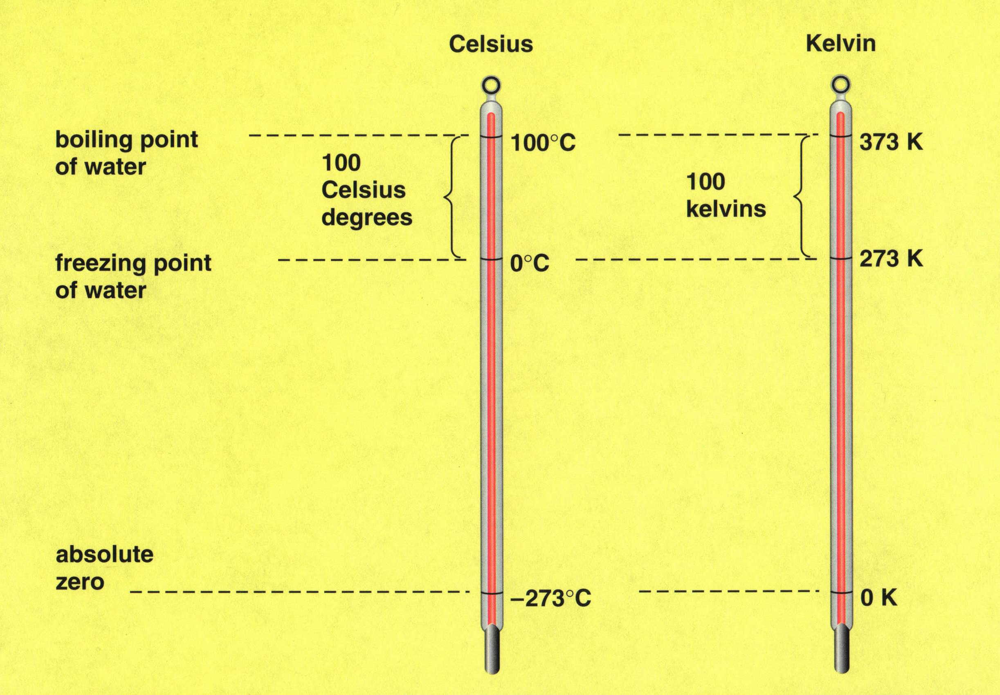 Celsius
Kelvin
boiling point
of water
100
Celsius
degrees
100°C
100
kelvins
373 K
freezing point
of water
0°C
273 K
absolute
zero
–273°C
0 K